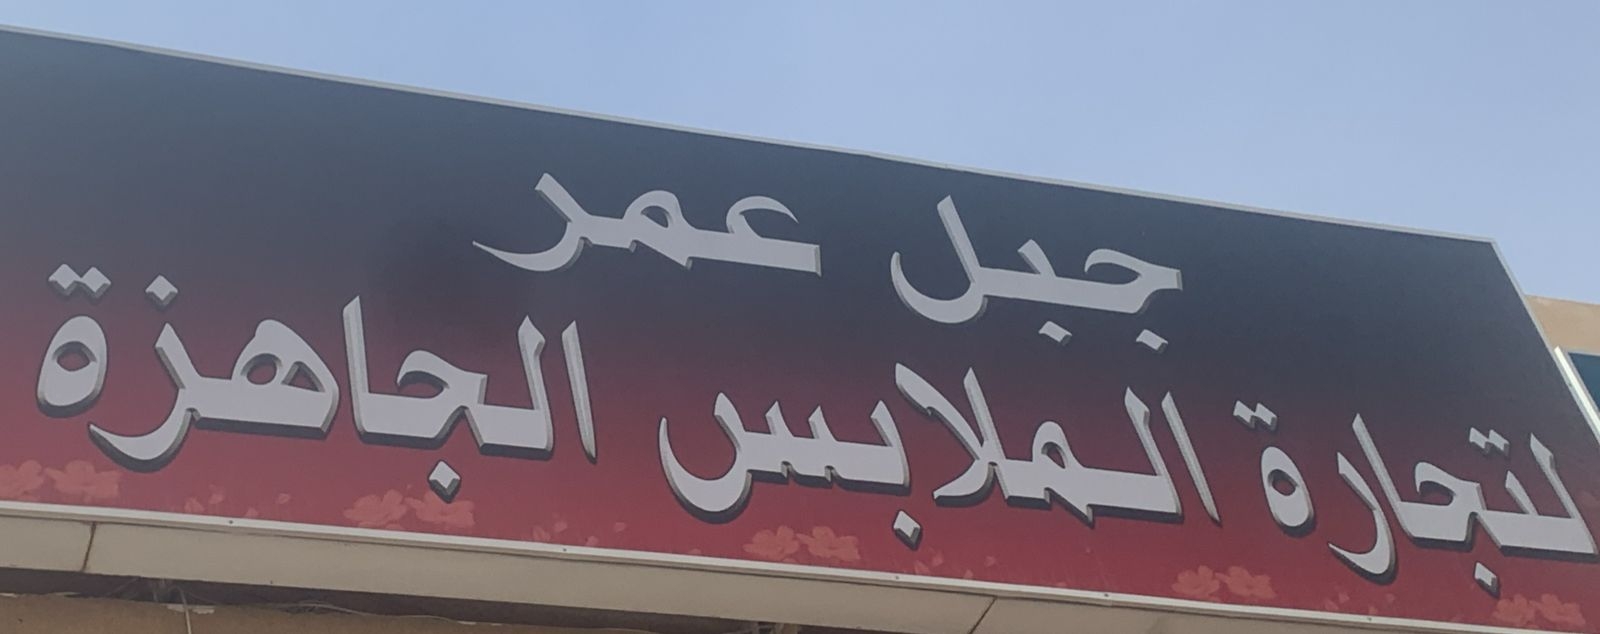 جبل عمر
لتجارة الملابس الجاهزة